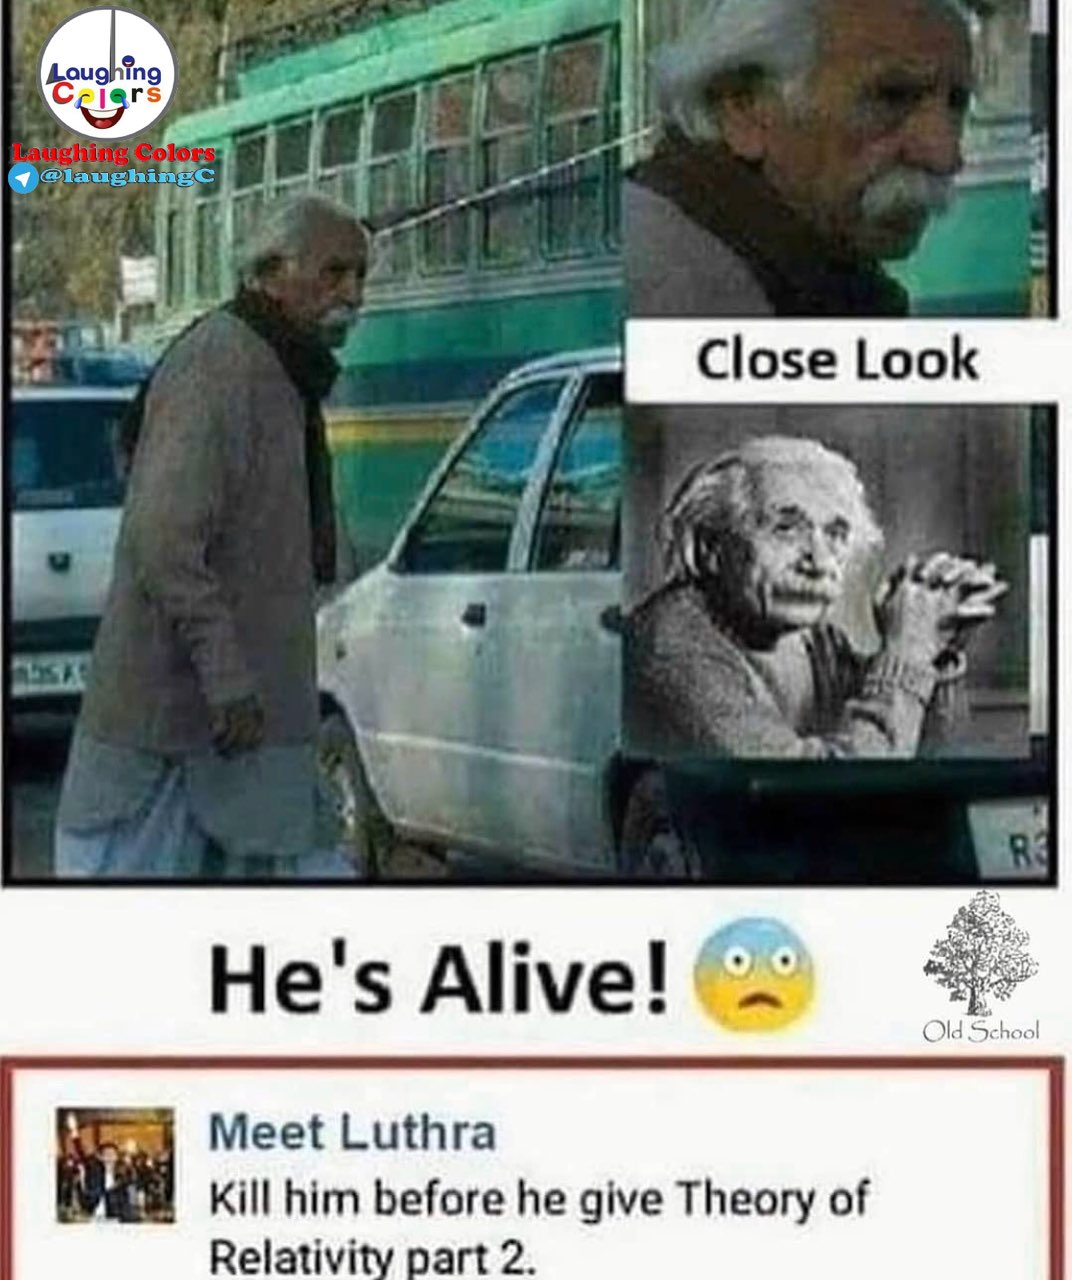 Laughing
Colors
Laughing Colors
@laughingC
Close Look
He's Alive!
Old School
Meet Luthra
Kill him before he give Theory of
Relativity part 2.